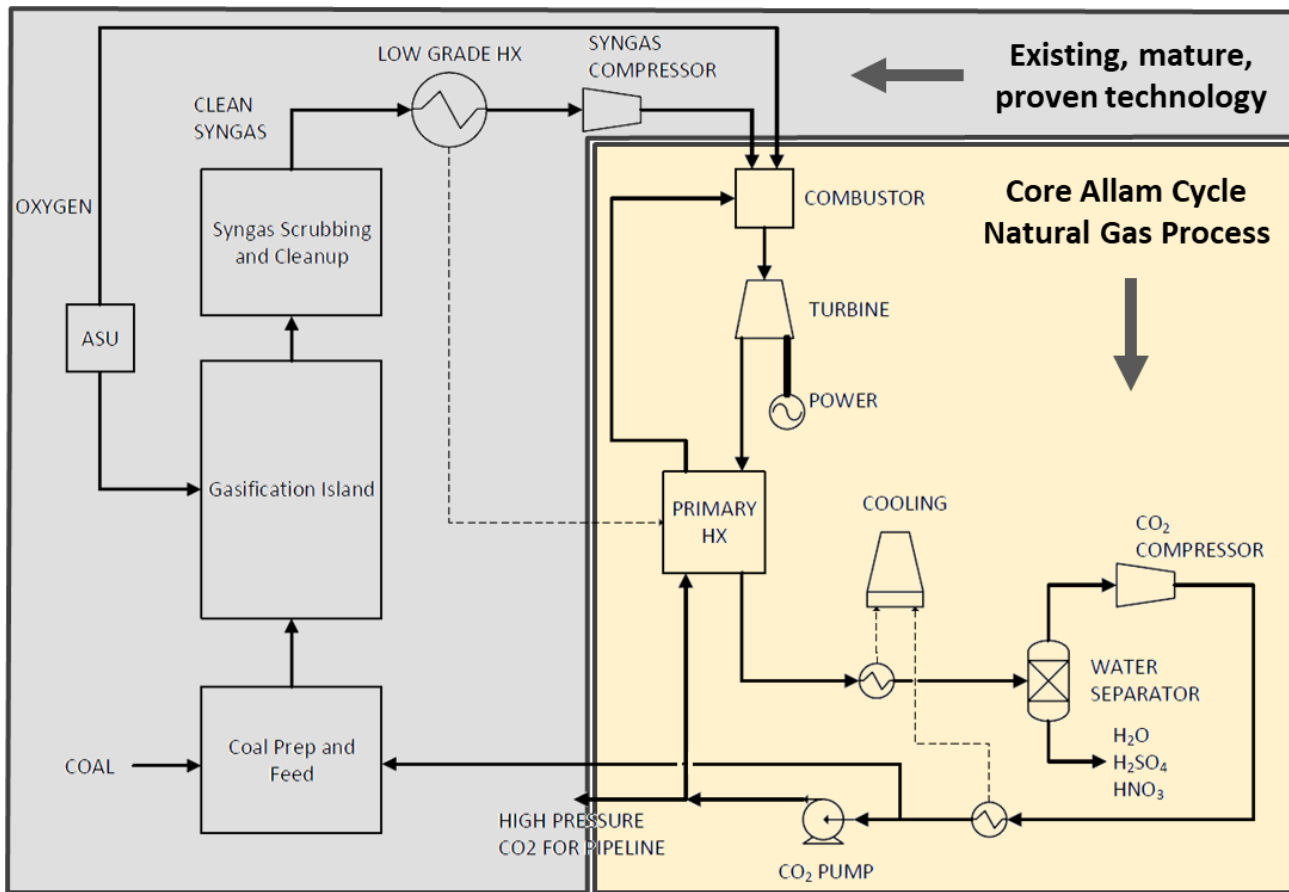 LOW GRADE HX
SYNGAS
COMPRESSOR
Existing, mature,
proven technology
CLEAN
SYNGAS
OXYGEN
Syngas Scrubbing
and Cleanup
COMBUSTOR
Core Allam Cycle
Natural Gas Process
ASU
TURBINE
POWER
Gasification Island
PRIMARY
HX
COOLING
CO₂
COMPRESSOR
WATER
SEPARATOR
H₂O
H₂SO₄
HNO₃
COAL
Coal Prep and
Feed
HIGH PRESSURE
CO2 FOR PIPELINE
CO₂ PUMP